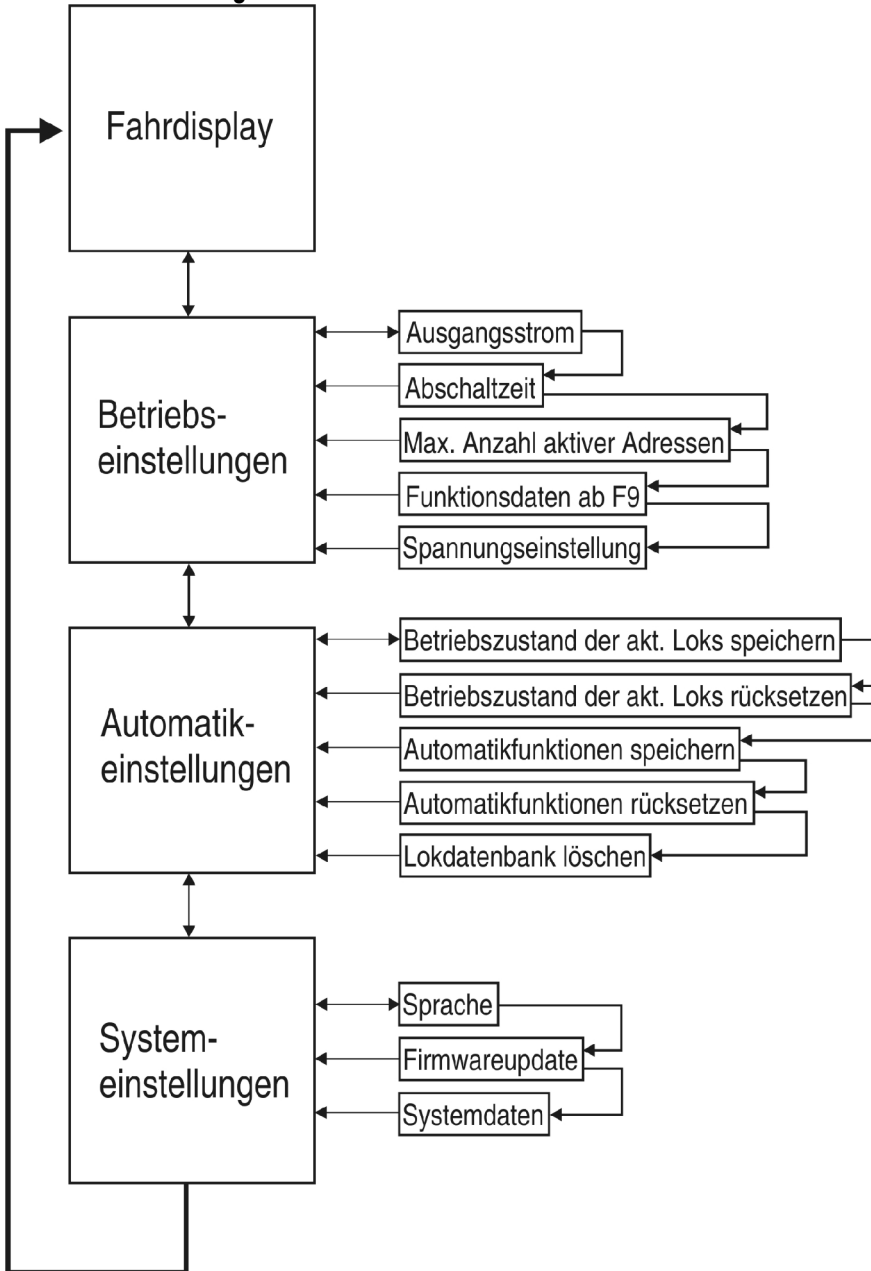 Fahrdisplay
Betriebs-
einstellungen
Ausgangsstrom
Abschaltzeit
Max. Anzahl aktiver Adressen
Funktionsdaten ab F9
Spannungseinstellung
Automatik-
einstellungen
Betriebszustand der akt. Loks speichern
Betriebszustand der akt. Loks rücksetzen
Automatikfunktionen speichern
Automatikfunktionen rücksetzen
Lokdatenbank löschen
System-
einstellungen
Sprache
Firmwareupdate
Systemdaten